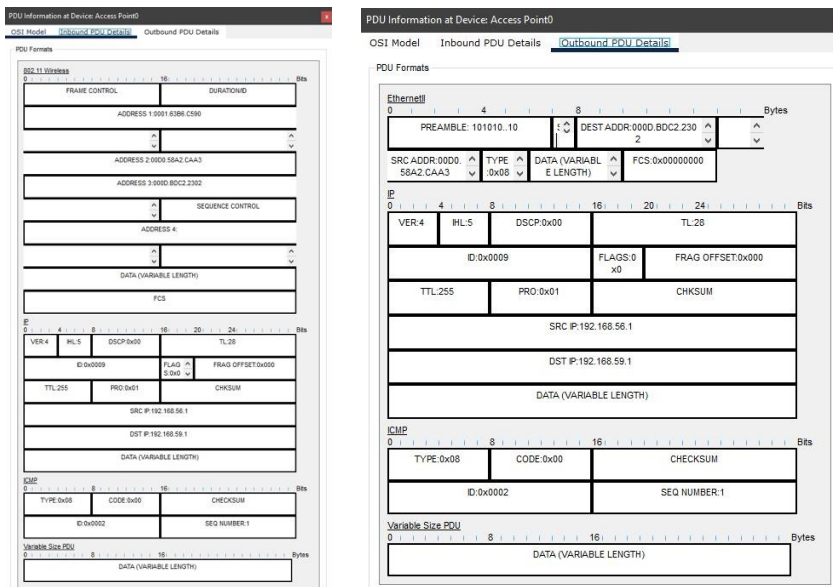 PDU Information at Device: Access Point0
OSI Model Inbound PDU Details Outbound PDU Details
PDU Formats
802.11 Wireless
0 16 Bits
FRAME CONTROL DURATION/ID
ADDRESS 1:0001.63B6.C590
ADDRESS 2:00D0.58A2.CAA3
ADDRESS 3:000D.BDC2.2302
SEQUENCE CONTROL
ADDRESS 4:
DATA (VARIABLE LENGTH)
FCS
IP
0 4 8 16 20 24 Bits
VER:4 IHL:5 DSCP:0x00 TL:28
ID:0x0009 FLAG S:0x0 FRAG OFFSET:0x000
TTL:255 PRO:0x01 CHKSUM
SRC IP:192.168.56.1
DST IP:192.168.59.1
DATA (VARIABLE LENGTH)
ICMP
0 8 16 Bits
TYPE:0x08 CODE:0x00 CHECKSUM
ID:0x0002 SEQ NUMBER:1
Variable Size PDU
0 8 16 Bytes
DATA (VARIABLE LENGTH)
PDU Information at Device: Access Point0
OSI Model Inbound PDU Details Outbound PDU Details
PDU Formats
EthernetII
0 4 8 Bytes
PREAMBLE: 101010..10 DEST ADDR:000D.BDC2.230
2
SRC ADDR:00D0. TYPE DATA (VARIABL FCS:0x00000000
58A2.CAA3 :0x08 E LENGTH)
IP
0 4 8 16 20 24 Bits
VER:4 IHL:5 DSCP:0x00 TL:28
ID:0x0009 FLAGS:0 FRAG OFFSET:0x000
x0
TTL:255 PRO:0x01 CHKSUM
SRC IP:192.168.56.1
DST IP:192.168.59.1
DATA (VARIABLE LENGTH)
ICMP
0 8 16 Bits
TYPE:0x08 CODE:0x00 CHECKSUM
ID:0x0002 SEQ NUMBER:1
Variable Size PDU
0 8 16 Bytes
DATA (VARIABLE LENGTH)